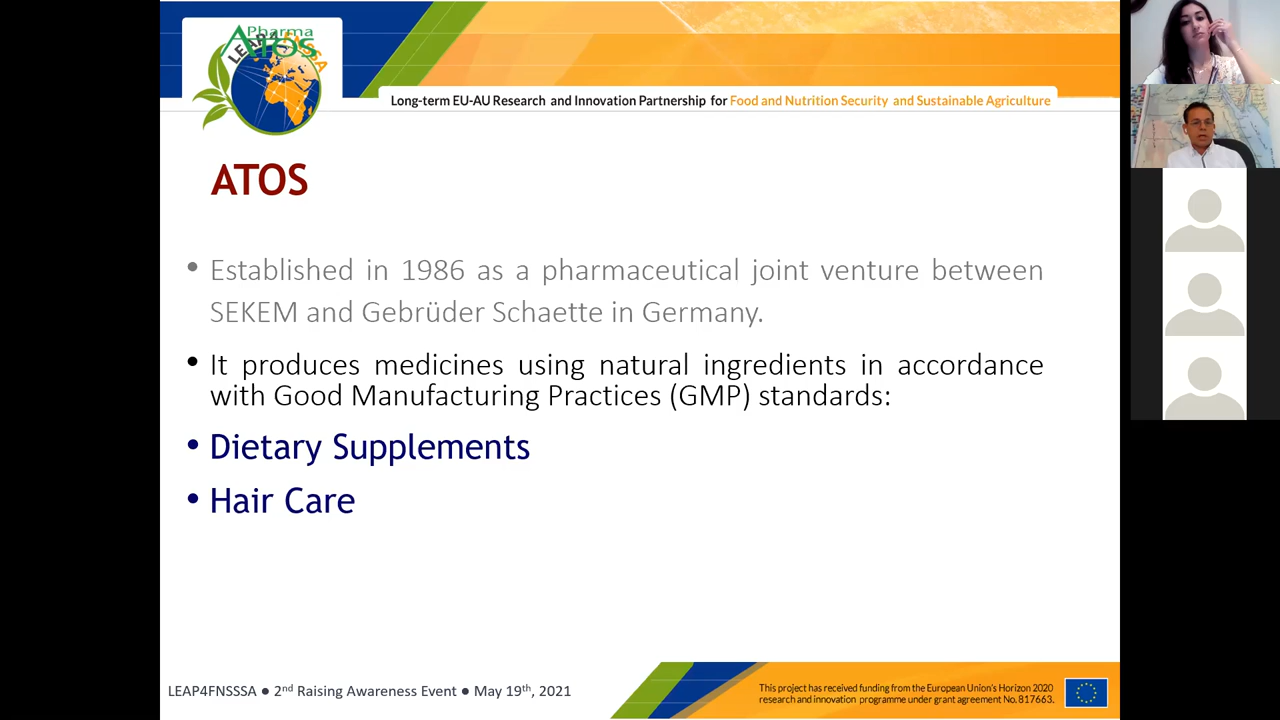 Pharma
ATOS
LEAP4FNSSSA
Long-term EU-AU Research and Innovation Partnership for Food and Nutrition Security and Sustainable Agriculture
ATOS
• Established in 1986 as a pharmaceutical joint venture between
SEKEM and Gebrüder Schaette in Germany.
• It produces medicines using natural ingredients in accordance
with Good Manufacturing Practices (GMP) standards:
• Dietary Supplements
• Hair Care
LEAP4FNSSSA ● 2nd Raising Awareness Event ● May 19th, 2021
This project has received funding from the European Union's Horizon 2020
research and innovation programme under grant agreement No. 817663.